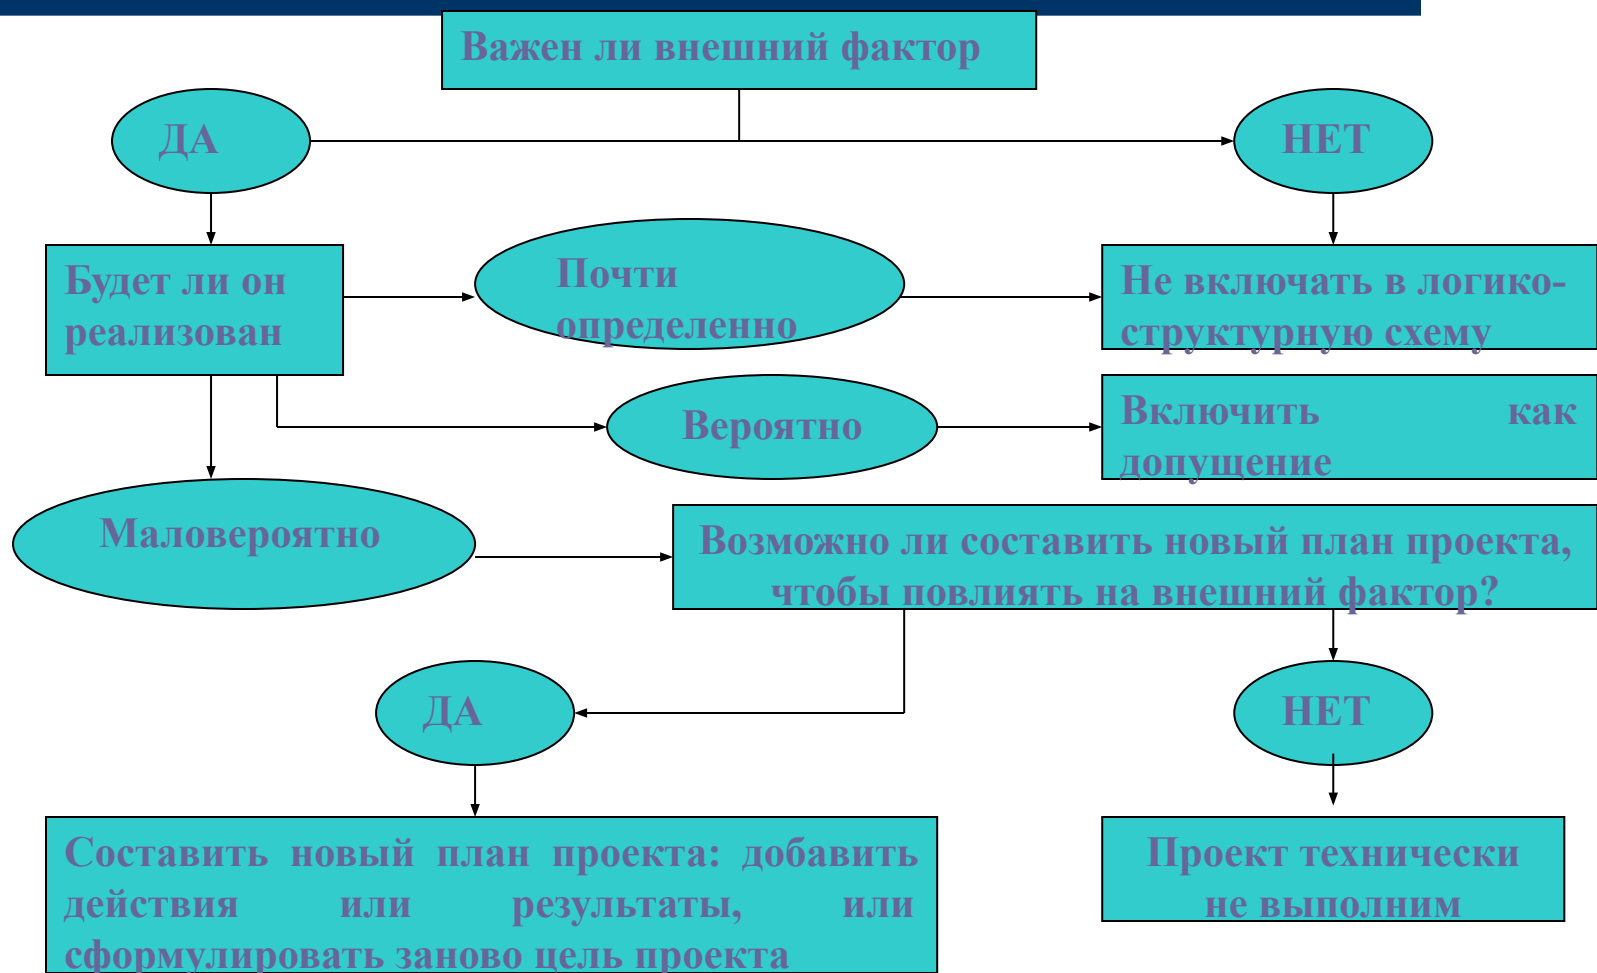 Важен ли внешний фактор
ДА
НЕТ
Будет ли он
реализован
Почти
определенно
Не включать в логико-
структурную схему
Вероятно
Включить как
допущение
Маловероятно
Возможно ли составить новый план проекта,
чтобы повлиять на внешний фактор?
ДА
НЕТ
Составить новый план проекта: добавить
действия или результаты, или
сформулировать заново цель проекта
Проект технически
не выполним